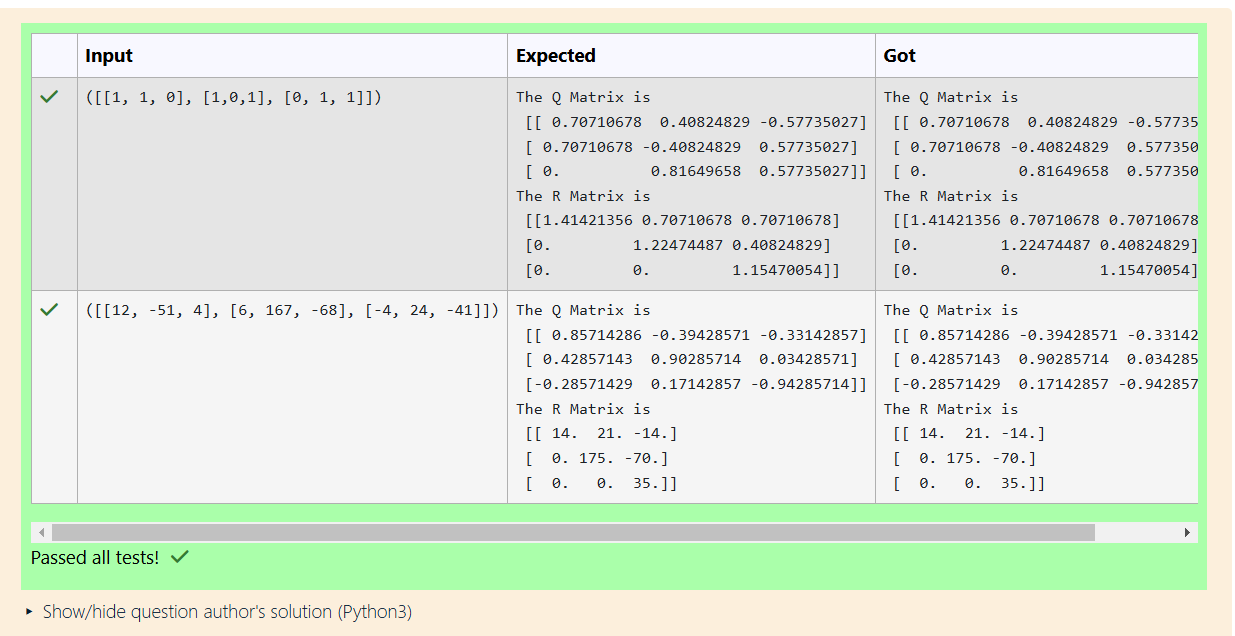 Input Expected Got
([[1, 1, 0], [1,0,1], [0, 1, 1]])
The Q Matrix is
[[ 0.70710678  0.40824829 -0.57735027]
[ 0.70710678 -0.40824829  0.57735027]
[ 0.          0.81649658  0.57735027]]
The R Matrix is
[[1.41421356 0.70710678 0.70710678]
[0.         1.22474487 0.40824829]
[0.         0.         1.15470054]]
The Q Matrix is
[[ 0.70710678  0.40824829 -0.57735
[ 0.70710678 -0.40824829  0.577350
[ 0.          0.81649658  0.577350
The R Matrix is
[[1.41421356 0.70710678 0.70710678
[0.         1.22474487 0.40824829]
[0.         0.         1.15470054]
([[12, -51, 4], [6, 167, -68], [-4, 24, -41]])
The Q Matrix is
[[ 0.85714286 -0.39428571 -0.33142857]
[ 0.42857143  0.90285714  0.03428571]
[-0.28571429  0.17142857 -0.94285714]]
The R Matrix is
[[ 14.  21. -14.]
[  0. 175. -70.]
[  0.   0.  35.]]
The Q Matrix is
[[ 0.85714286 -0.39428571 -0.33142
[ 0.42857143  0.90285714  0.034285
[-0.28571429  0.17142857 -0.942857
The R Matrix is
[[ 14.  21. -14.]
[  0. 175. -70.]
[  0.   0.  35.]]
Passed all tests!
Show/hide question author's solution (Python3)